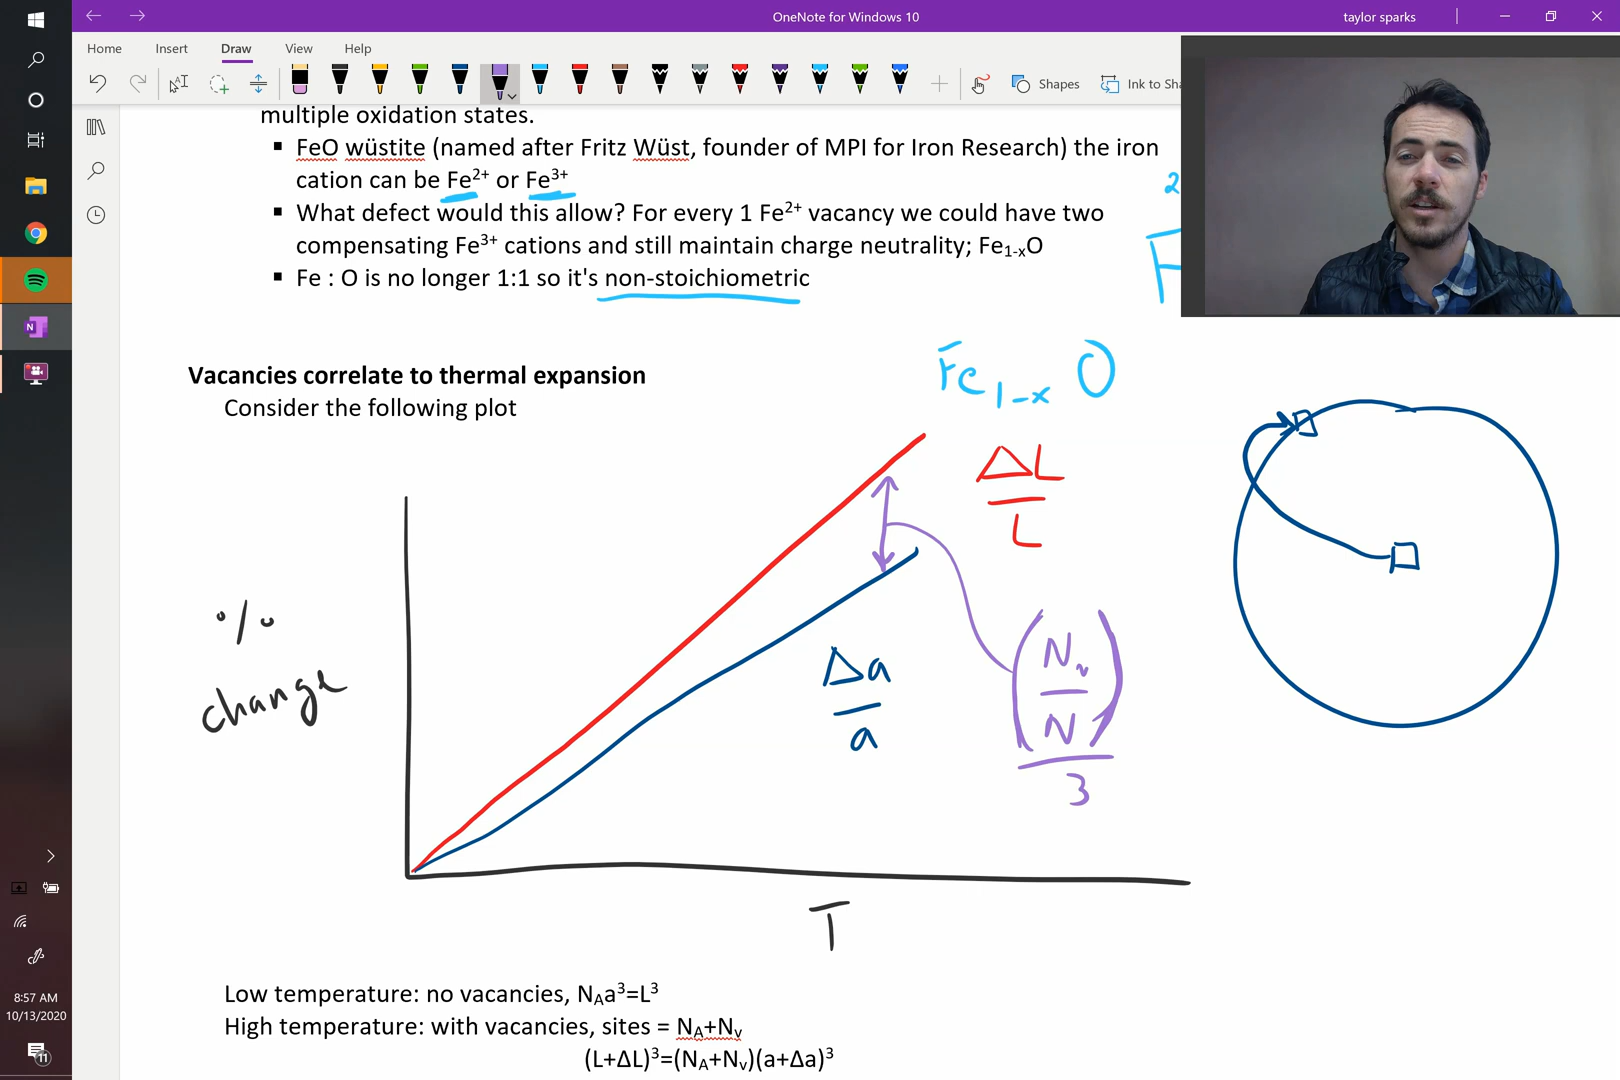 OneNote for Windows 10
taylor sparks
Home Insert Draw View Help
Shapes
Ink to Sha
multiple oxidation states.
▪ FeO wüstite (named after Fritz Wüst, founder of MPI for Iron Research) the iron
cation can be Fe²⁺ or Fe³⁺
▪ What defect would this allow? For every 1 Fe²⁺ vacancy we could have two
compensating Fe³⁺ cations and still maintain charge neutrality; Fe₁₋ₓO
▪ Fe : O is no longer 1:1 so it's non-stoichiometric
2
F
Vacancies correlate to thermal expansion
Consider the following plot
Fe₁₋ₓ O
ΔL
L
%
change
Δa
a
(Nᵥ
N)
3
T
Low temperature: no vacancies, N_Aa³=L³
High temperature: with vacancies, sites = N_A+Nᵥ
(L+ΔL)³=(N_A+Nᵥ)(a+Δa)³
8:57 AM
10/13/2020
11